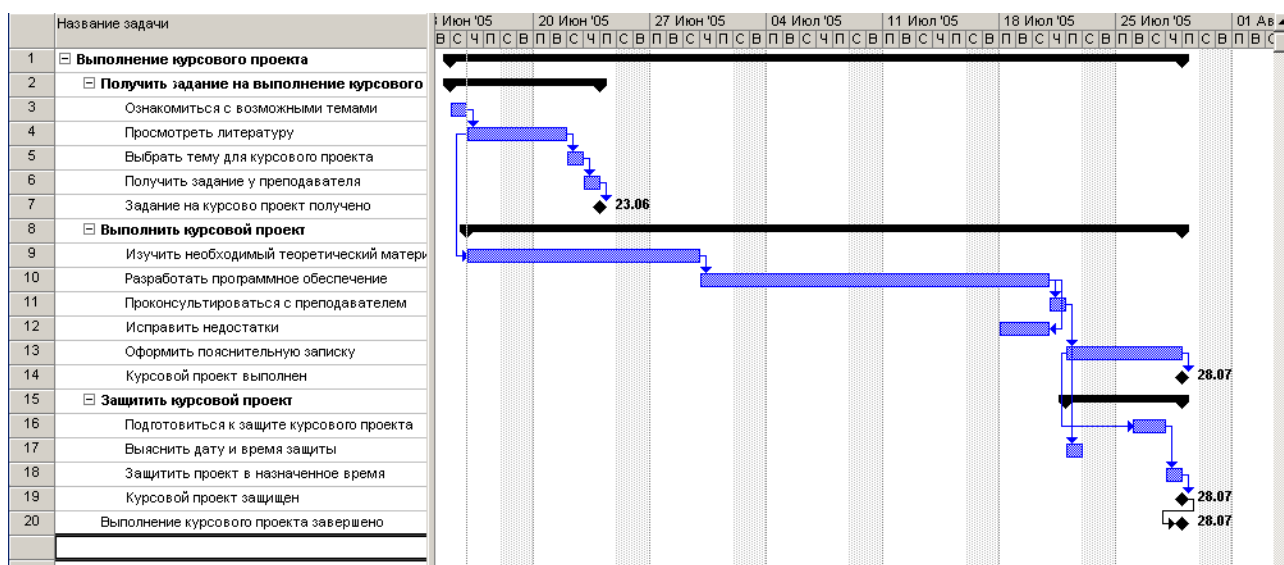 Название задачи
Июн '05 20 Июн '05 27 Июн '05 04 Июл '05 11 Июл '05 18 Июл '05 25 Июл '05 01 Ав
В С Ч П С В П В С Ч П С В П В С Ч П С В П В С Ч П С В П В С Ч П С В П В С Ч П С В П В С Ч П С В П В С
1 Выполнение курсового проекта
2 Получить задание на выполнение курсового
3 Ознакомиться с возможными темами
4 Просмотреть литературу
5 Выбрать тему для курсового проекта
6 Получить задание у преподавателя
7 Задание на курсово проект получено 23.06
8 Выполнить курсовой проект
9 Изучить необходимый теоретический матери
10 Разработать программное обеспечение
11 Проконсультироваться с преподавателем
12 Исправить недостатки
13 Оформить пояснительную записку
14 Курсовой проект выполнен 28.07
15 Защитить курсовой проект
16 Подготовиться к защите курсового проекта
17 Выяснить дату и время защиты
18 Защитить проект в назначенное время
19 Курсовой проект защищен 28.07
20 Выполнение курсового проекта завершено 28.07